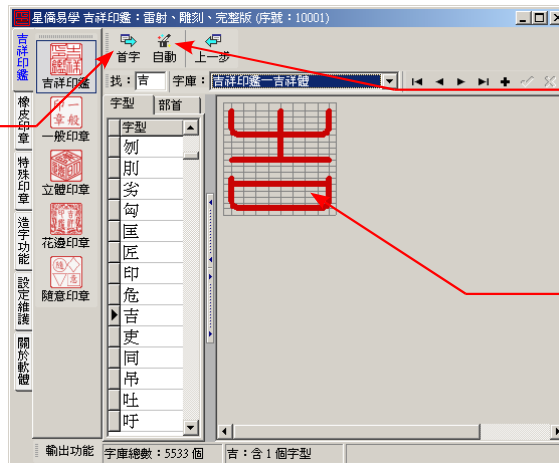 星僑易學 吉祥印鑑：雷射、雕刻、完整版 (序號：10001)
吉祥印鑑
橡皮印章
特殊印章
造字功能
設定維護
關於軟體
吉祥印鑑
一般印章
立體印章
花邊印章
隨意印章
輸出功能
首字 自動 上一步
找：吉 字庫：吉祥印鑑一吉祥體
字型 部首
字型
刎
刖
劣
匈
匡
匠
印
危
吉
吏
同
吊
吐
吁
字庫總數：5533 個 吉：含 1 個字型